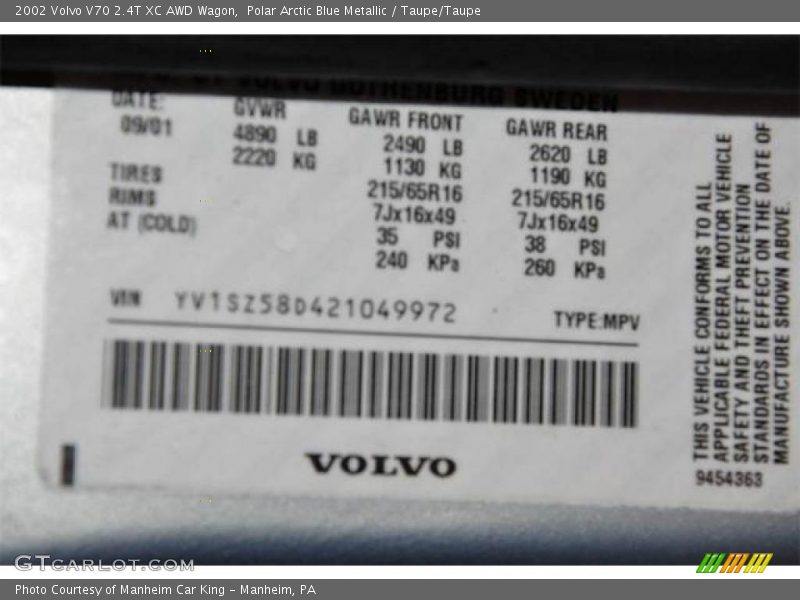 2002 Volvo V70 2.4T XC AWD Wagon, Polar Arctic Blue Metallic / Taupe/Taupe
VOLVO GOTHENBURG SWEDEN
DATE: GVWR GAWR FRONT GAWR REAR
09/01 4890 LB 2490 LB 2620 LB
2220 KG 1130 KG 1190 KG
TIRES 215/65R16 215/65R16
RIMS 7Jx16x49 7Jx16x49
AT (COLD) 35 PSI 38 PSI
240 KPa 260 KPa
VIN YV1SZ58D421049972 TYPE:MPV
VOLVO
THIS VEHICLE CONFORMS TO ALL
APPLICABLE FEDERAL MOTOR VEHICLE
SAFETY AND THEFT PREVENTION
STANDARDS IN EFFECT ON THE DATE OF
MANUFACTURE SHOWN ABOVE.
9454363
GTCARLOT.COM
Photo Courtesy of Manheim Car King - Manheim, PA